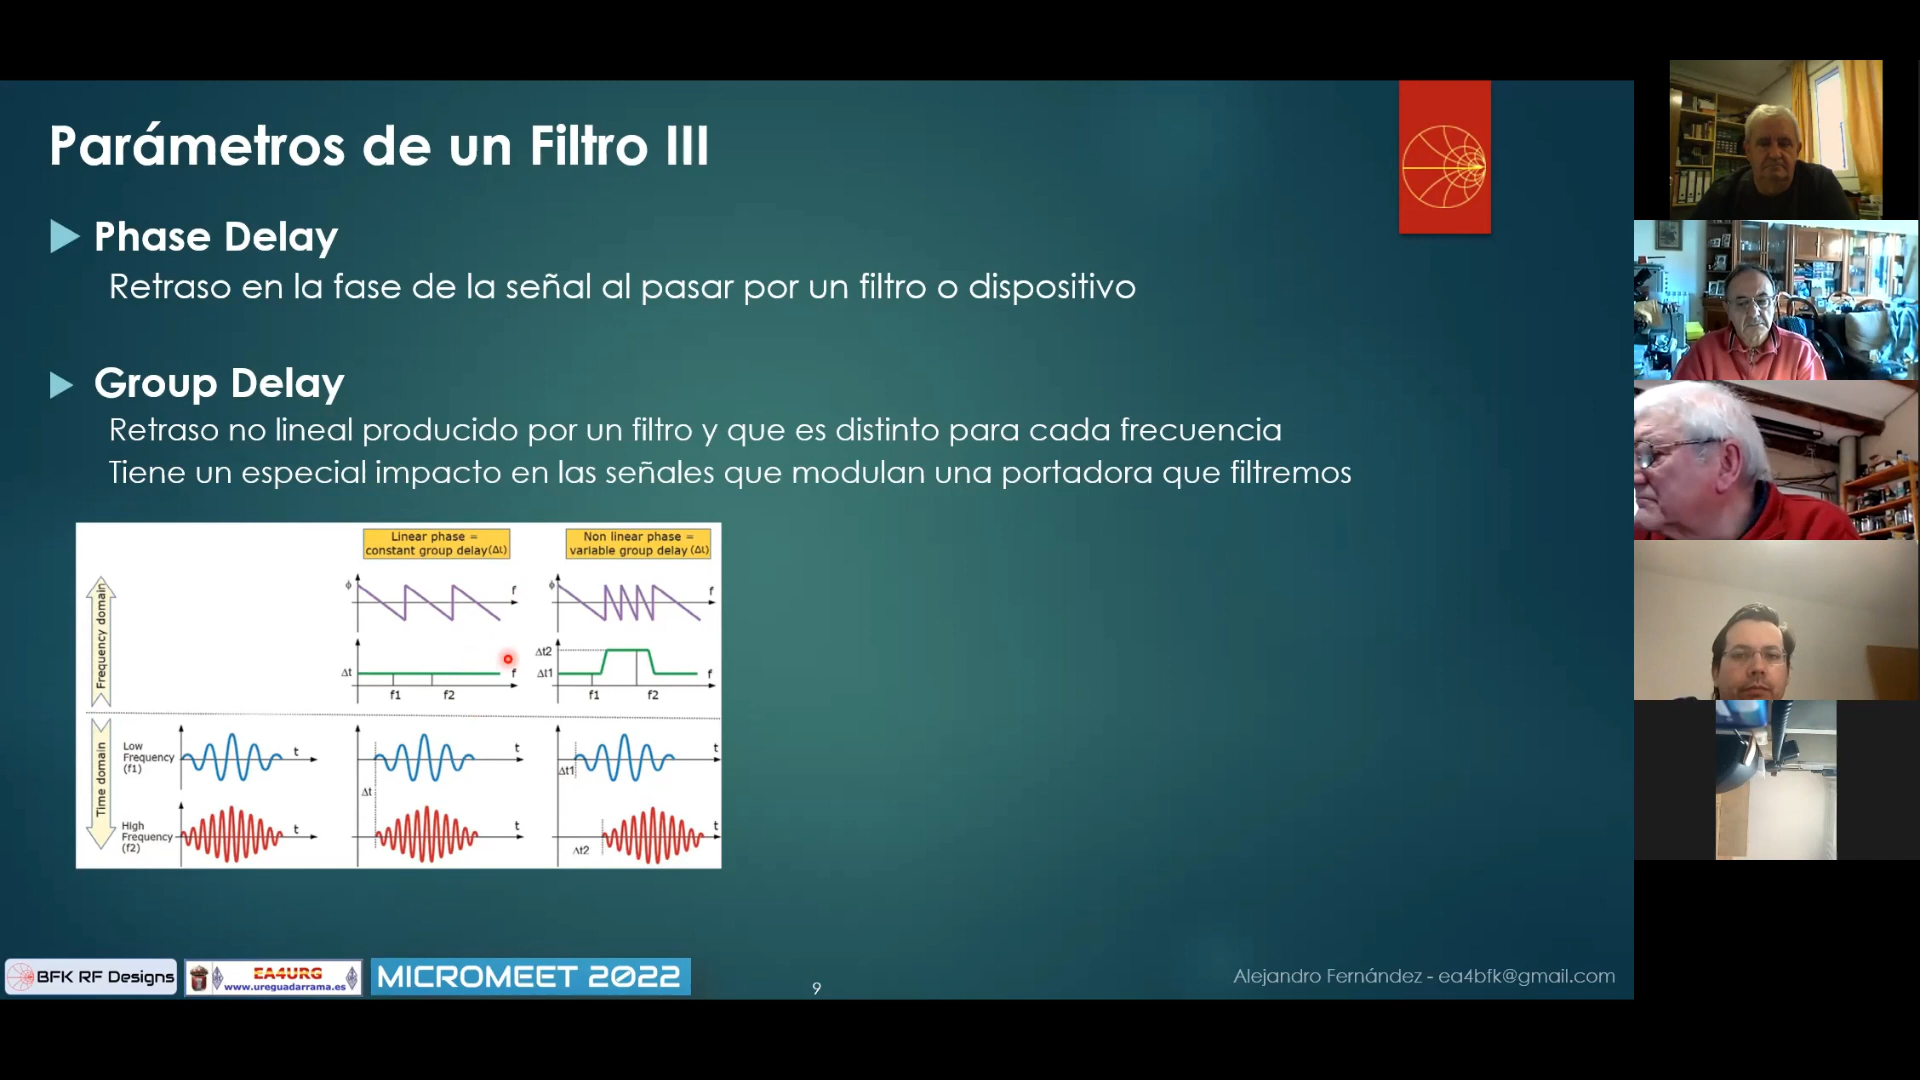 Parámetros de un Filtro III
Phase Delay
Retraso en la fase de la señal al pasar por un filtro o dispositivo
Group Delay
Retraso no lineal producido por un filtro y que es distinto para cada frecuencia
Tiene un especial impacto en las señales que modulan una portadora que filtremos
Linear phase =
constant group delay(Δt)
Non linear phase =
variable group delay (Δt)
Frequency domain
ϕ
f
ϕ
f
Δt
f1
f2
f
Δt2
Δt1
f1
f2
f
Time domain
Low
Frequency
(f1)
t
t
Δt1
t
High
Frequency
(f2)
t
Δt
t
Δt2
t
BFK RF Designs
EA4URG
www.ureguadarrama.es
MICROMEET 2022
9
Alejandro Fernández - ea4bfk@gmail.com